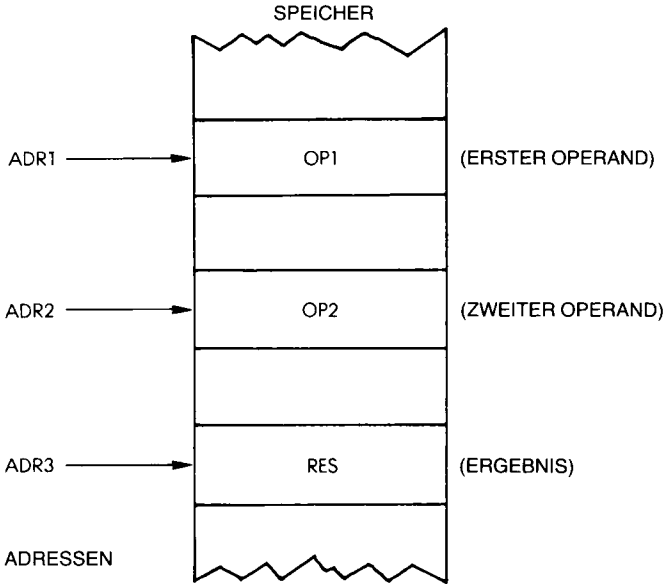 SPEICHER
ADR1 OP1 (ERSTER OPERAND)
ADR2 OP2 (ZWEITER OPERAND)
ADR3 RES (ERGEBNIS)
ADRESSEN